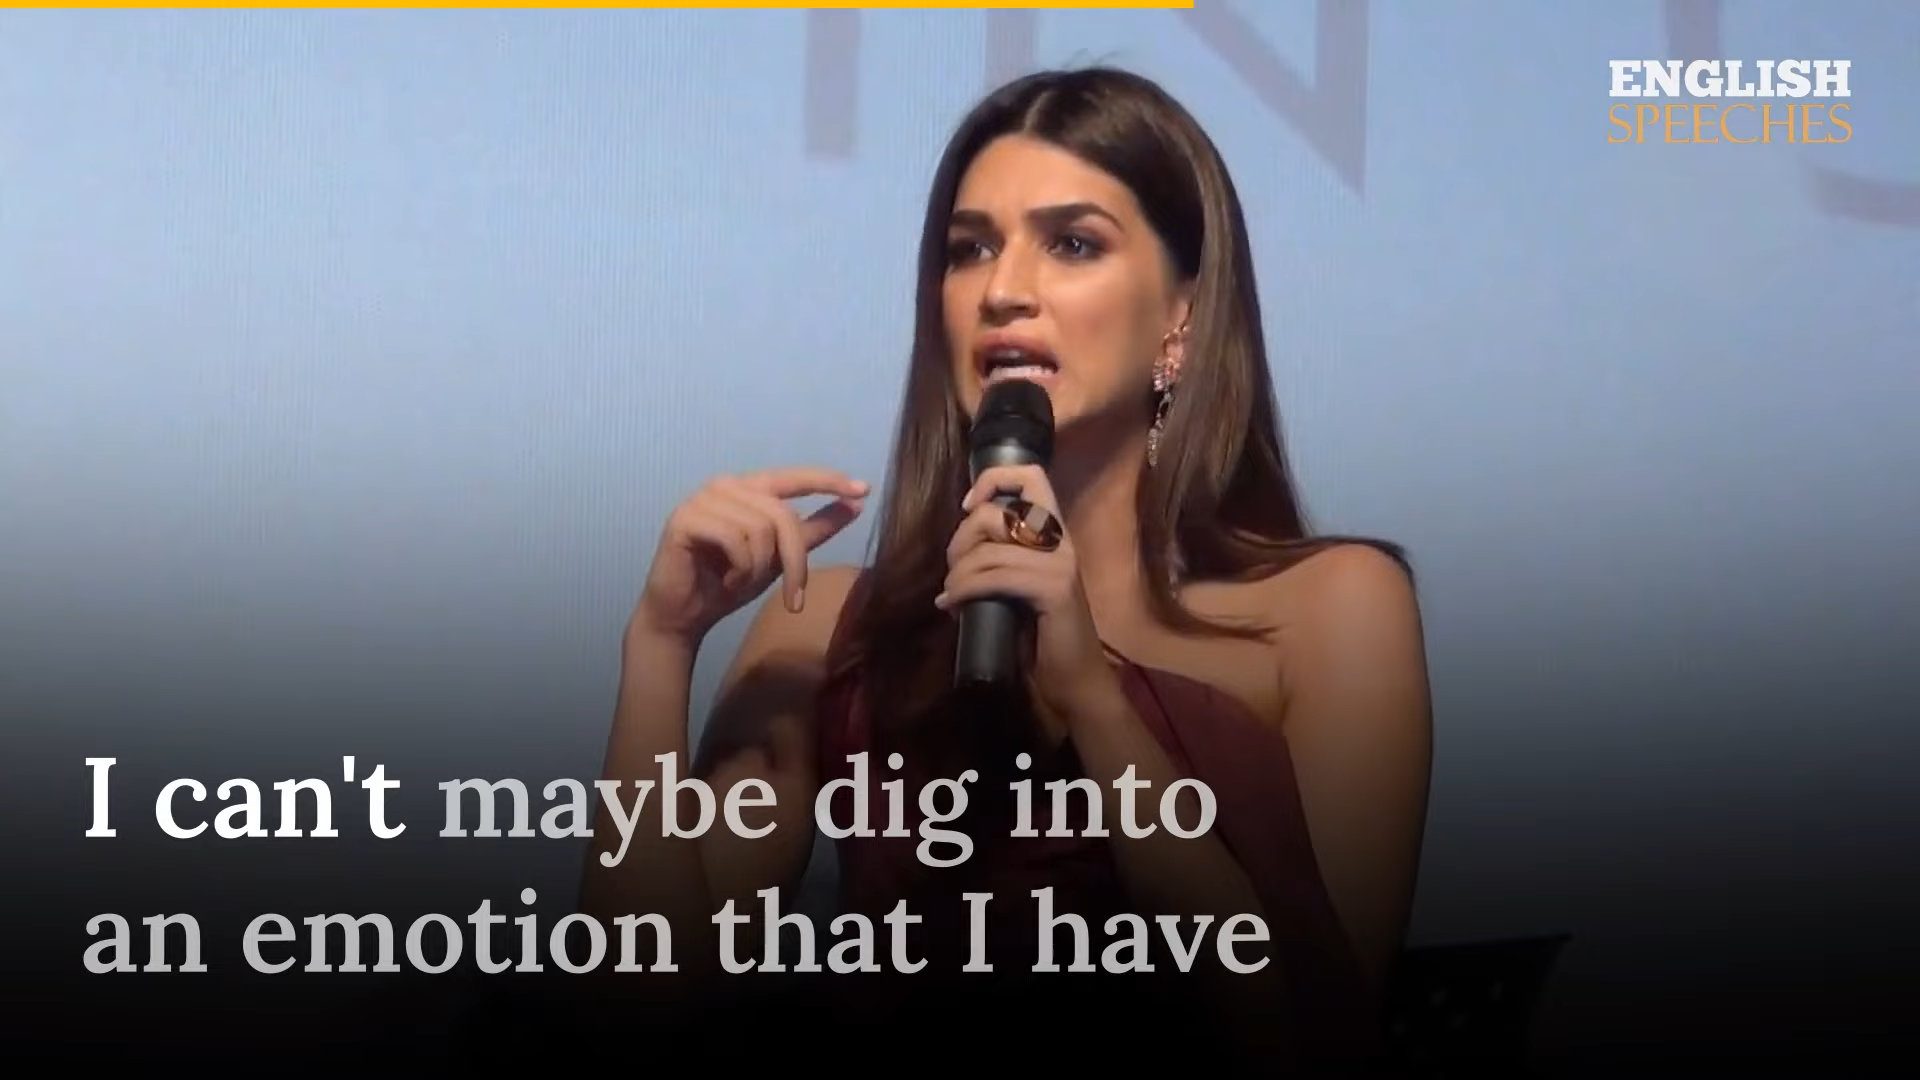 ENGLISH
SPEECHES
I can't maybe dig into
an emotion that I have